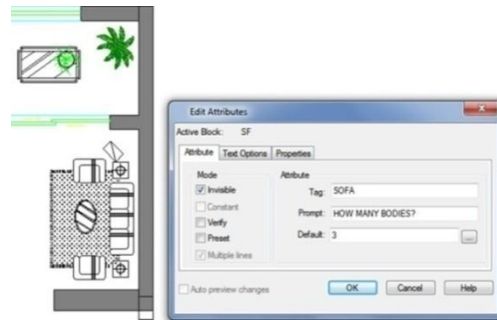 Edit Attributes
Active Block: SF
Attribute Text Options Properties
Mode
Invisible
Constant
Verify
Preset
Multiple lines
Attribute
Tag: SOFA
Prompt: HOW MANY BODIES?
Default: 3
...
Auto preview changes
OK Cancel Help